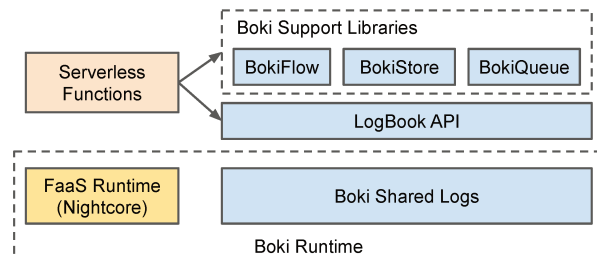 Boki Support Libraries
Serverless
Functions
BokiFlow
BokiStore
BokiQueue
LogBook API
FaaS Runtime
(Nightcore)
Boki Shared Logs
Boki Runtime